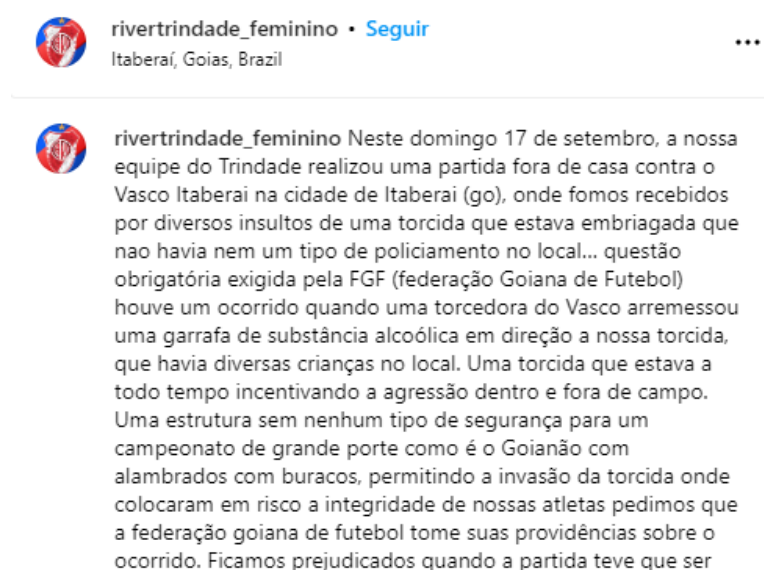 rivertrindade_feminino • Seguir
Itaberaí, Goias, Brazil
rivertrindade_feminino Neste domingo 17 de setembro, a nossa
equipe do Trindade realizou uma partida fora de casa contra o
Vasco Itaberai na cidade de Itaberai (go), onde fomos recebidos
por diversos insultos de uma torcida que estava embriagada que
nao havia nem um tipo de policiamento no local... questão
obrigatória exigida pela FGF (federação Goiana de Futebol)
houve um ocorrido quando uma torcedora do Vasco arremessou
uma garrafa de substância alcoólica em direção a nossa torcida,
que havia diversas crianças no local. Uma torcida que estava a
todo tempo incentivando a agressão dentro e fora de campo.
Uma estrutura sem nenhum tipo de segurança para um
campeonato de grande porte como é o Goianão com
alambrados com buracos, permitindo a invasão da torcida onde
colocaram em risco a integridade de nossas atletas pedimos que
a federação goiana de futebol tome suas providências sobre o
ocorrido. Ficamos prejudicados quando a partida teve que ser